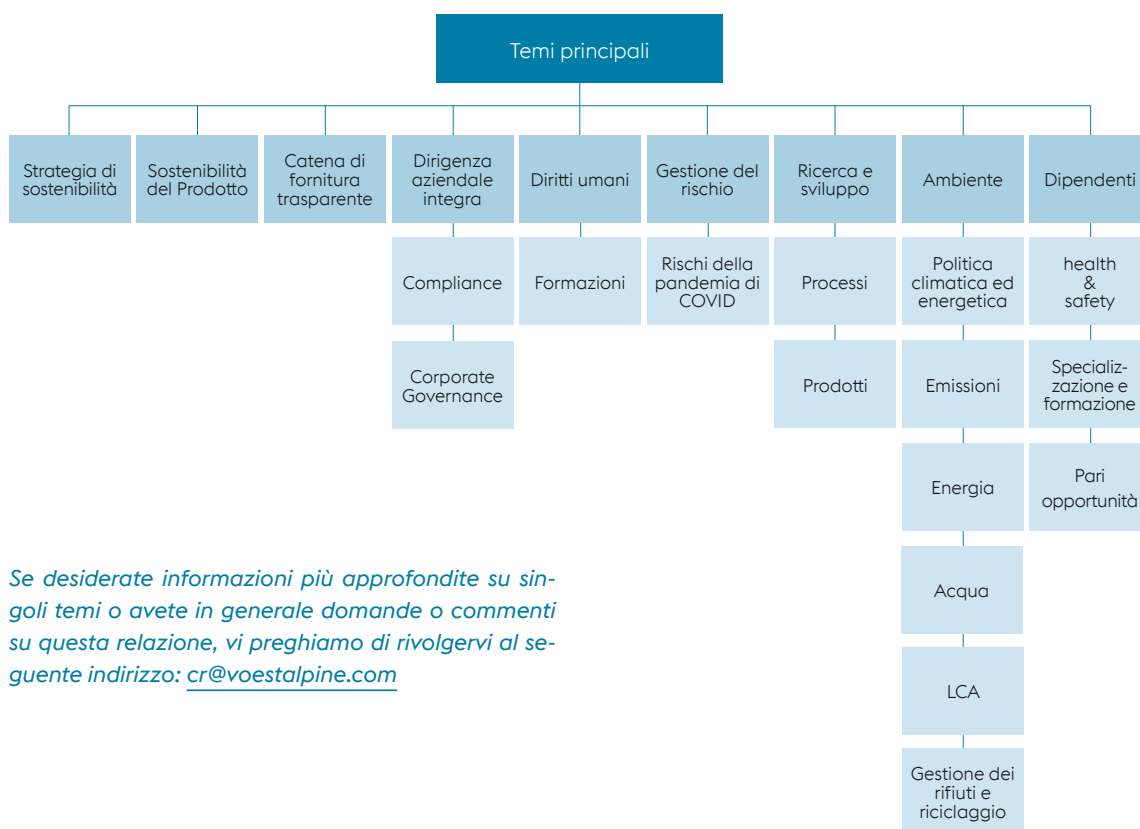 Temi principali
Strategia di
sostenibilità
Sostenibilità
del Prodotto
Catena di
fornitura
trasparente
Dirigenza
aziendale
integra
Diritti umani
Gestione del
rischio
Ricerca e
sviluppo
Ambiente
Dipendenti
Compliance
Formazioni
Rischi della
pandemia di
COVID
Processi
Politica
climatica ed
energetica
health
&
safety
Corporate
Governance
Prodotti
Emissioni
Specializ-
zazione e
formazione
Energia
Pari
opportunità
Acqua
LCA
Gestione dei
rifiuti e
riciclaggio
Se desiderate informazioni più approfondite su sin-
goli temi o avete in generale domande o commenti
su questa relazione, vi preghiamo di rivolgervi al se-
guente indirizzo: cr@voestalpine.com